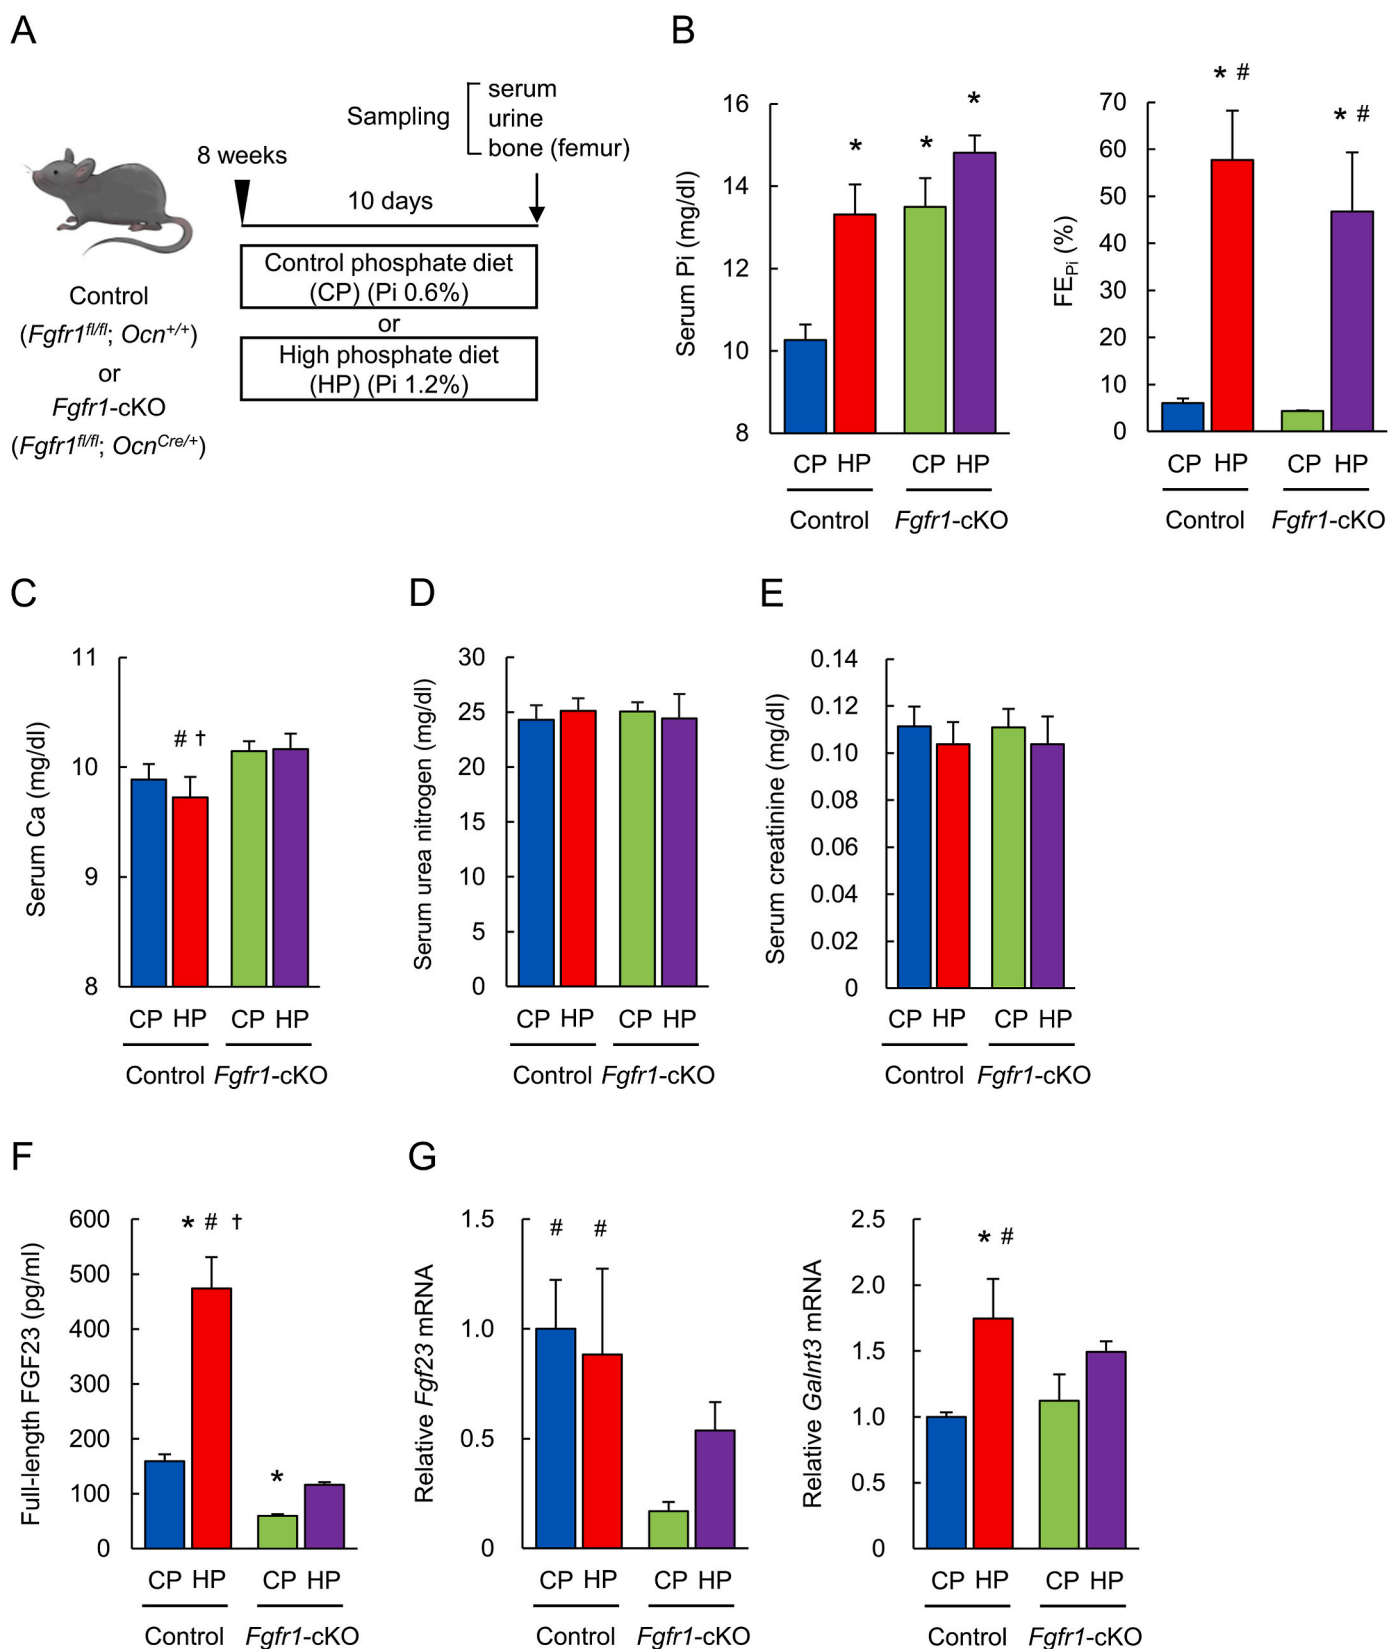 A
Sampling
serum
urine
bone (femur)
8 weeks
10 days
Control phosphate diet
(CP) (Pi 0.6%)
or
High phosphate diet
(HP) (Pi 1.2%)
Control
(Fgfr1fl/fl; Ocn+/+)
or
Fgfr1-cKO
(Fgfr1fl/fl; OcnCre/+)
B
Serum Pi (mg/dl)
16
14
12
10
8
* * *
CP HP CP HP
Control Fgfr1-cKO
FEPi (%)
70
60
50
40
30
20
10
0
* #
* #
CP HP CP HP
Control Fgfr1-cKO
C
Serum Ca (mg/dl)
11
10
9
8
# †
CP HP CP HP
Control Fgfr1-cKO
D
Serum urea nitrogen (mg/dl)
30
25
20
15
10
5
0
CP HP CP HP
Control Fgfr1-cKO
E
Serum creatinine (mg/dl)
0.14
0.12
0.10
0.08
0.06
0.04
0.02
0
CP HP CP HP
Control Fgfr1-cKO
F
Full-length FGF23 (pg/ml)
600
500
400
300
200
100
0
* # †
*
CP HP CP HP
Control Fgfr1-cKO
G
Relative Fgf23 mRNA
1.5
1.0
0.5
0
# #
CP HP CP HP
Control Fgfr1-cKO
Relative Galnt3 mRNA
2.5
2.0
1.5
1.0
0.5
0
* #
CP HP CP HP
Control Fgfr1-cKO